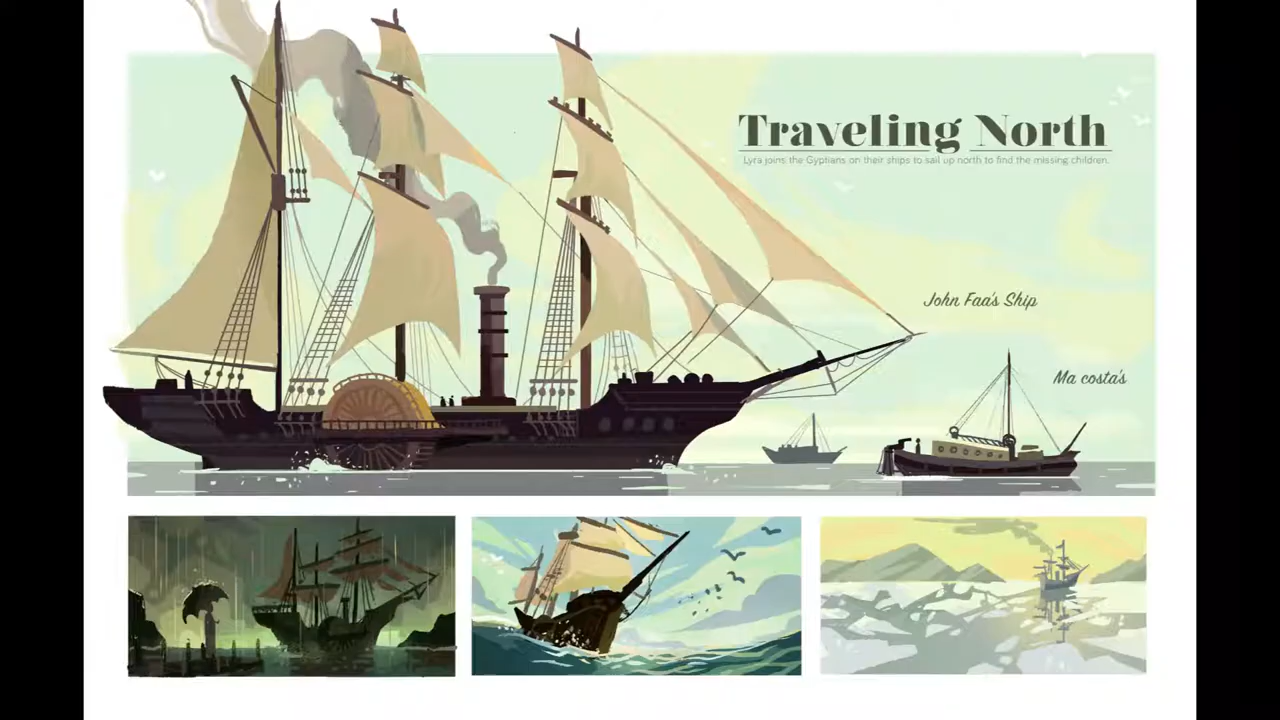 Traveling North
Lyra joins the Gyptians on their ships to sail up north to find the missing children.
John Faa's Ship
Ma costa's